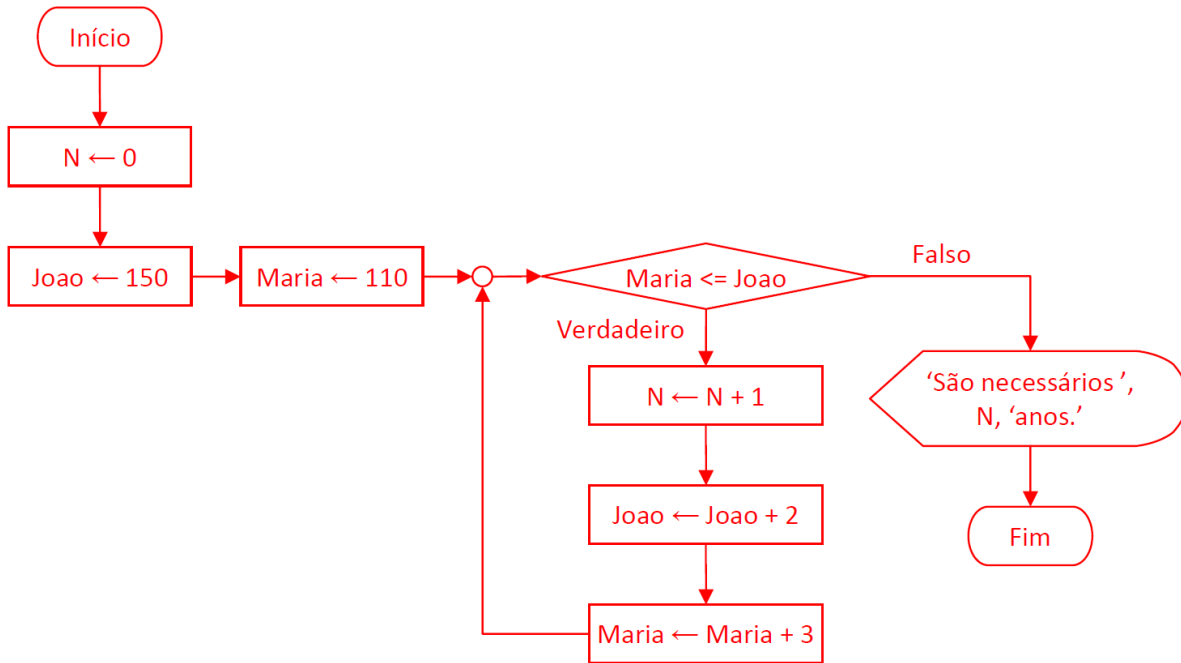 Início
N ← 0
Joao ← 150
Maria ← 110
Maria <= Joao
Falso
Verdadeiro
N ← N + 1
Joao ← Joao + 2
Maria ← Maria + 3
‘São necessários ’,
N, ‘anos.’
Fim